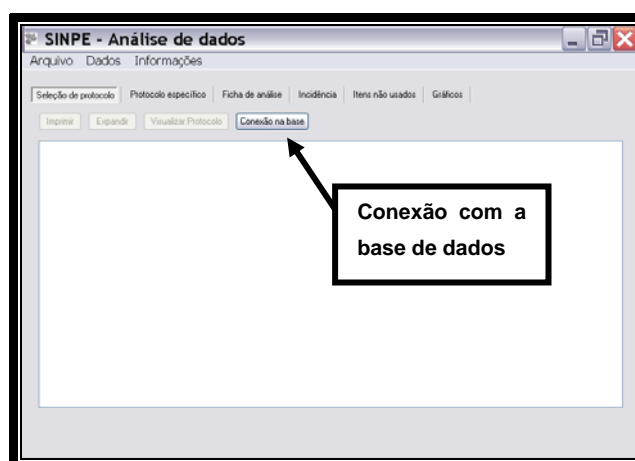 SINPE - Análise de dados
Arquivo Dados Informações
Seleção de protocolo Protocolo específico Ficha de análise Incidência Itens não usados Gráficos
Imprimir Expandir Visualizar Protocolo Conexão na base
Conexão com a
base de dados